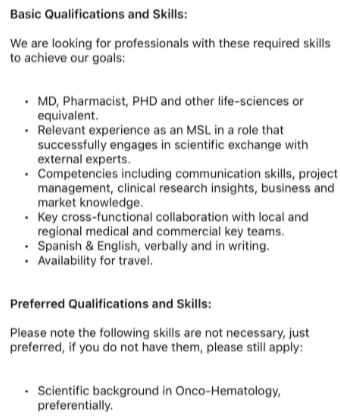 Basic Qualifications and Skills:
We are looking for professionals with these required skills
to achieve our goals:
• MD, Pharmacist, PHD and other life-sciences or
equivalent.
• Relevant experience as an MSL in a role that
successfully engages in scientific exchange with
external experts.
• Competencies including communication skills, project
management, clinical research insights, business and
market knowledge.
• Key cross-functional collaboration with local and
regional medical and commercial key teams.
• Spanish & English, verbally and in writing.
• Availability for travel.
Preferred Qualifications and Skills:
Please note the following skills are not necessary, just
preferred, if you do not have them, please still apply:
• Scientific background in Onco-Hematology,
preferentially.